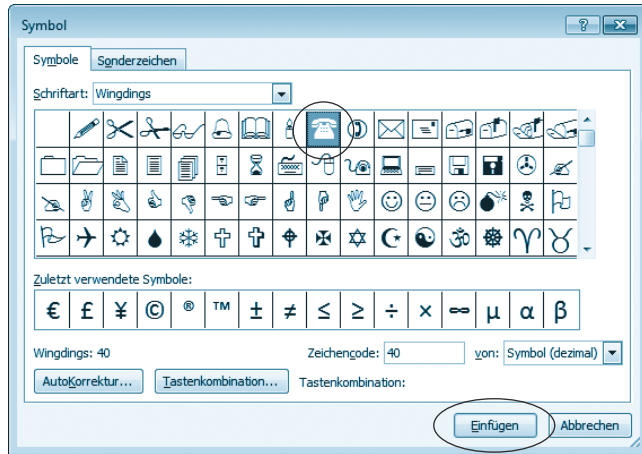 Symbol
Symbole Sonderzeichen
Schriftart: Wingdings
Zuletzt verwendete Symbole:
€ £ ¥ © ® ™ ± ≠ ≤ ≥ ÷ × ∞ µ α β
Wingdings: 40 Zeichencode: 40 von: Symbol (dezimal)
AutoKorrektur... Tastenkombination... Tastenkombination:
Einfügen Abbrechen